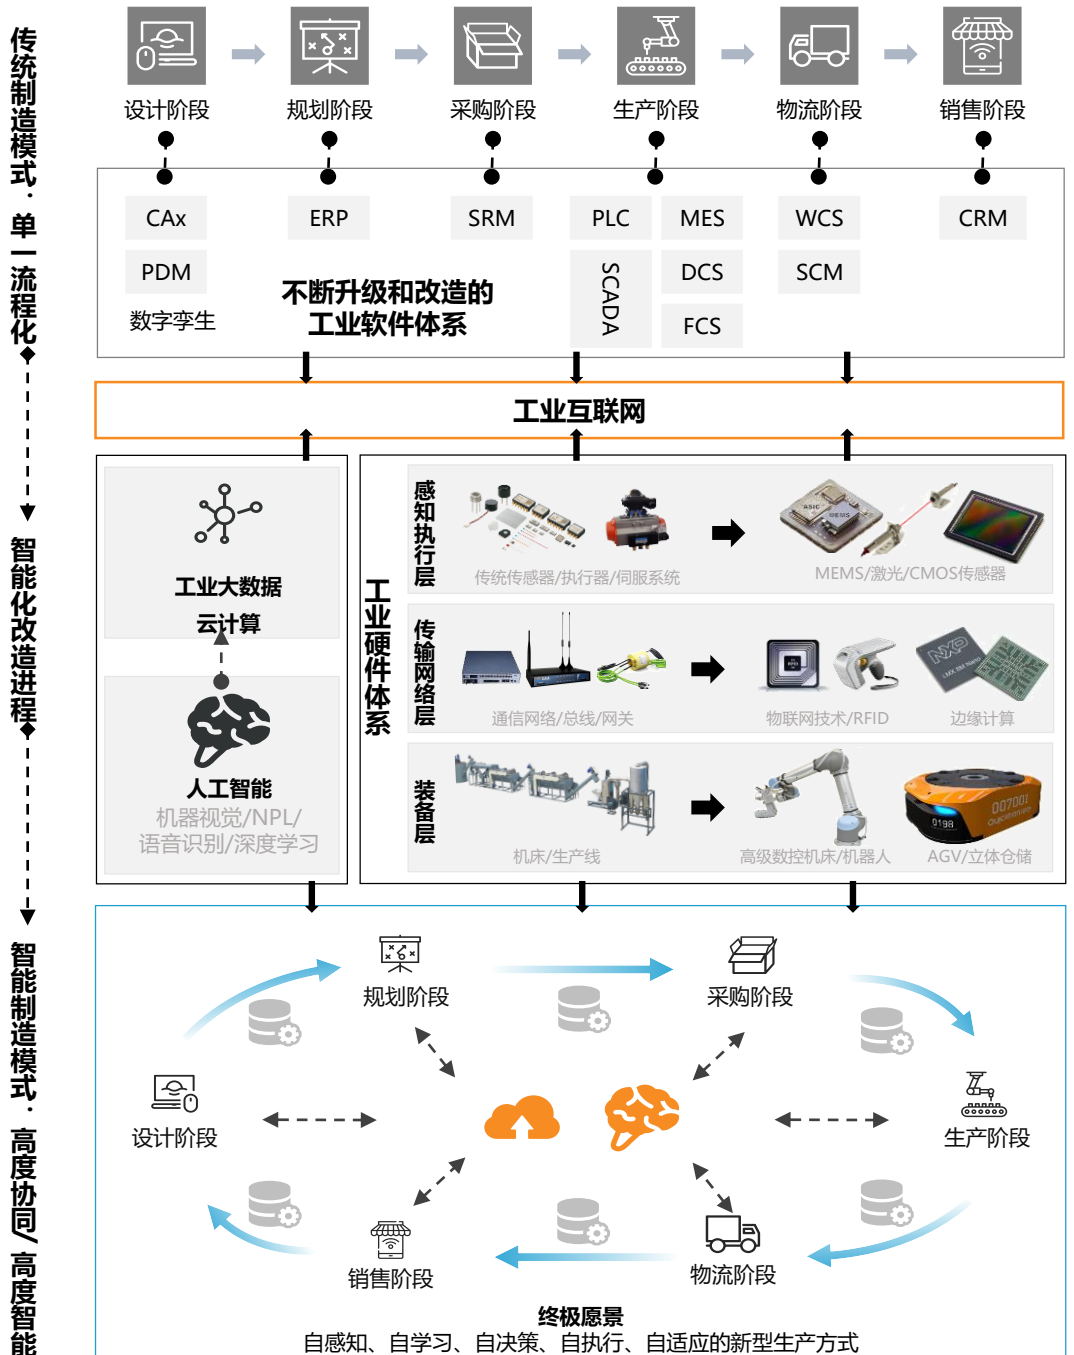 传统制造模式：单一流程化
智能化改造进程
智能制造模式：高度协同/高度智能
设计阶段
规划阶段
采购阶段
生产阶段
物流阶段
销售阶段
CAx
ERP
SRM
PLC
MES
WCS
CRM
PDM
SCADA
DCS
SCM
数字孪生
FCS
不断升级和改造的
工业软件体系
工业互联网
工业大数据
云计算
人工智能
机器视觉/NPL/
语音识别/深度学习
工业硬件体系
感知执行层
传统传感器/执行器/伺服系统
ASIC
MEMS
MEMS/激光/CMOS传感器
传输网络层
通信网络/总线/网关
RFID
物联网技术/RFID
NXP
边缘计算
装备层
机床/生产线
高级数控机床/机器人
007001
0198
AGV/立体仓储
规划阶段
采购阶段
设计阶段
生产阶段
销售阶段
物流阶段
终极愿景
自感知、自学习、自决策、自执行、自适应的新型生产方式